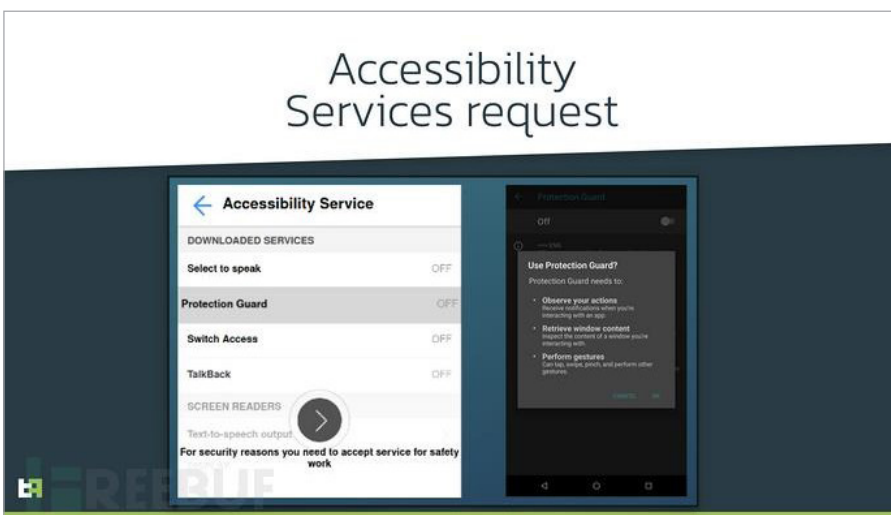 Accessibility
Services request
Accessibility Service
DOWNLOADED SERVICES
Select to speak OFF
Protection Guard OFF
Switch Access OFF
TalkBack OFF
SCREEN READERS
Text-to-speech output
For security reasons you need to accept service for safety
work
Protection Guard
Off
Use Protection Guard?
Protection Guard needs to:
• Observe your actions
Receive notifications when you're
interacting with an app.
• Retrieve window content
Inspect the content of a window you're
interacting with.
• Perform gestures
Can tap, swipe, pinch, and perform other
gestures.
CANCEL OK
FREEBUF